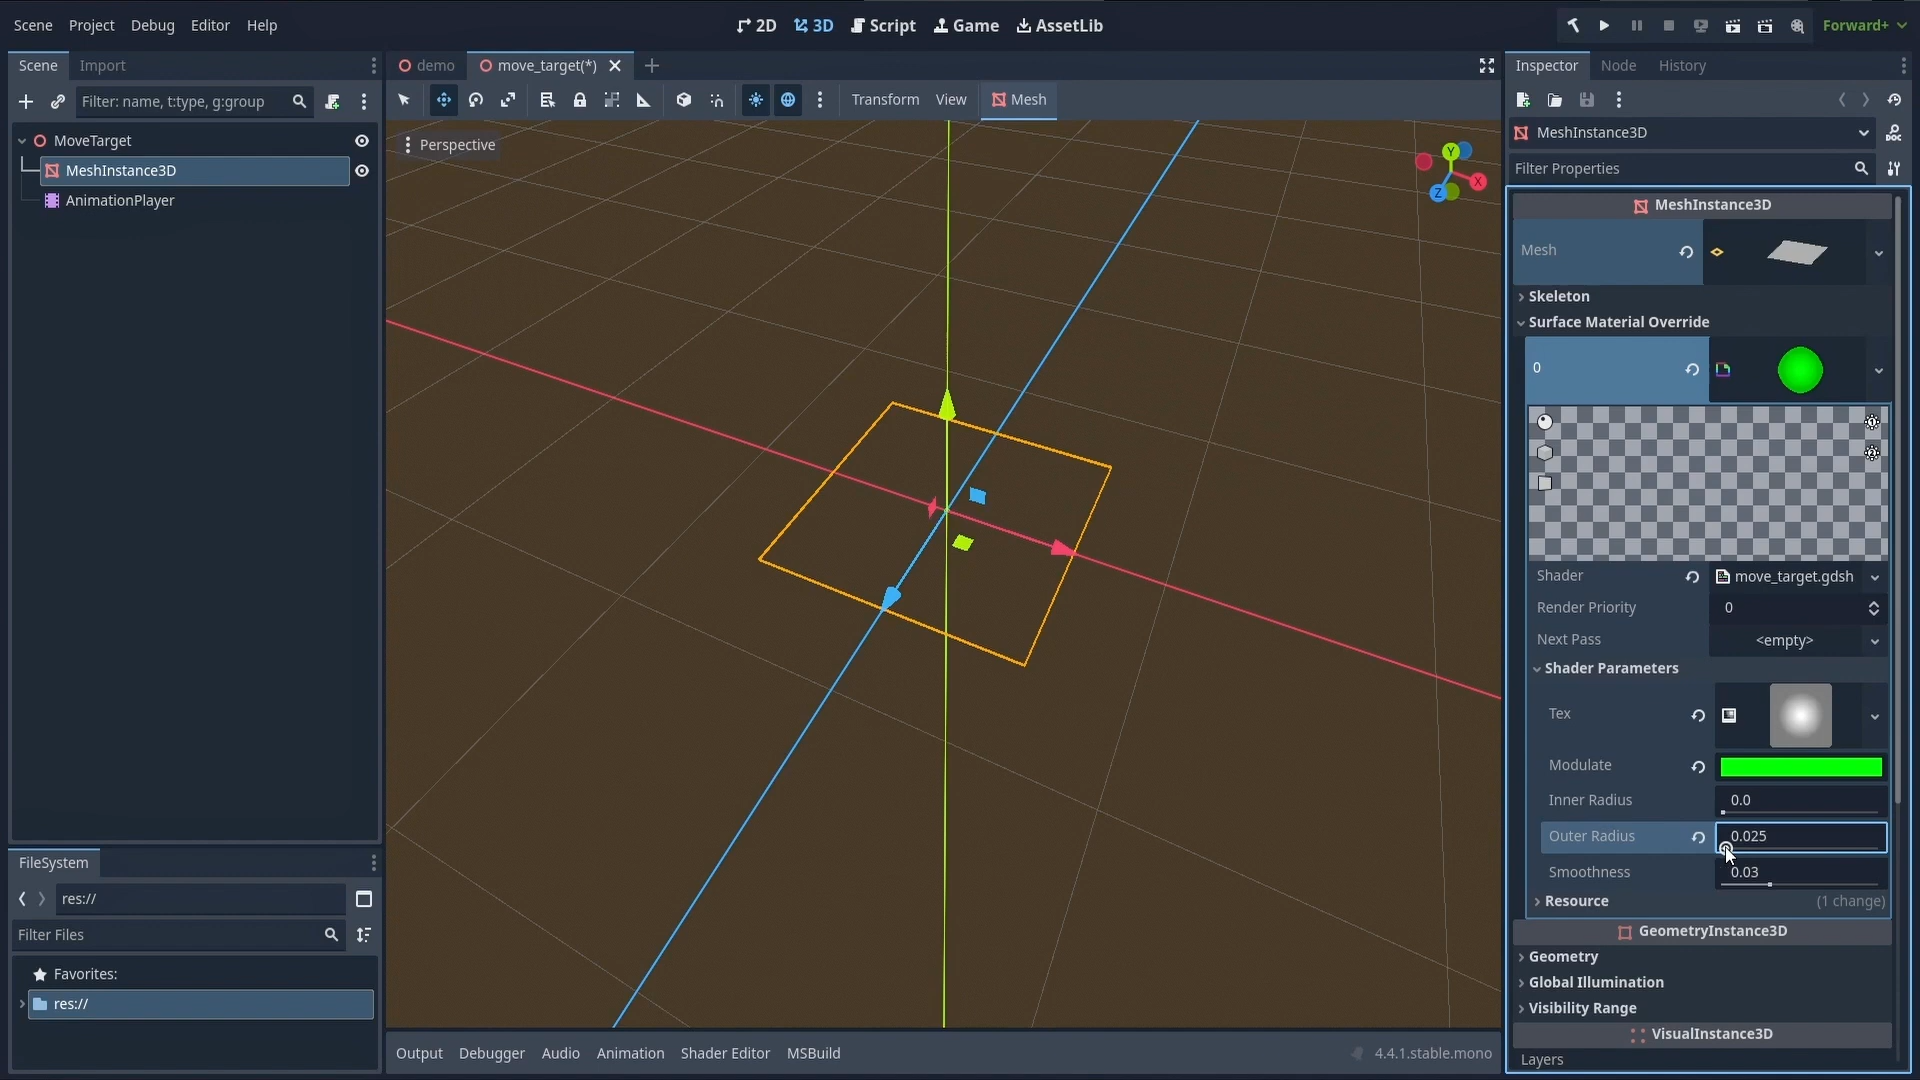 Scene Project Debug Editor Help
2D 3D Script Game AssetLib
Forward+
Scene Import
Filter: name, t:type, g:group
MoveTarget
MeshInstance3D
AnimationPlayer
FileSystem
res://
Filter Files
Favorites:
res://
demo move_target(*)
Transform View Mesh
Perspective
Y
X
Z
Output Debugger Audio Animation Shader Editor MSBuild
4.4.1.stable.mono
Inspector Node History
MeshInstance3D
Filter Properties
MeshInstance3D
Mesh
Skeleton
Surface Material Override
0
Shader move_target.gdsh
Render Priority 0
Next Pass <empty>
Shader Parameters
Tex
Modulate
Inner Radius 0.0
Outer Radius 0.025
Smoothness 0.03
Resource (1 change)
GeometryInstance3D
Geometry
Global Illumination
Visibility Range
VisualInstance3D
Layers